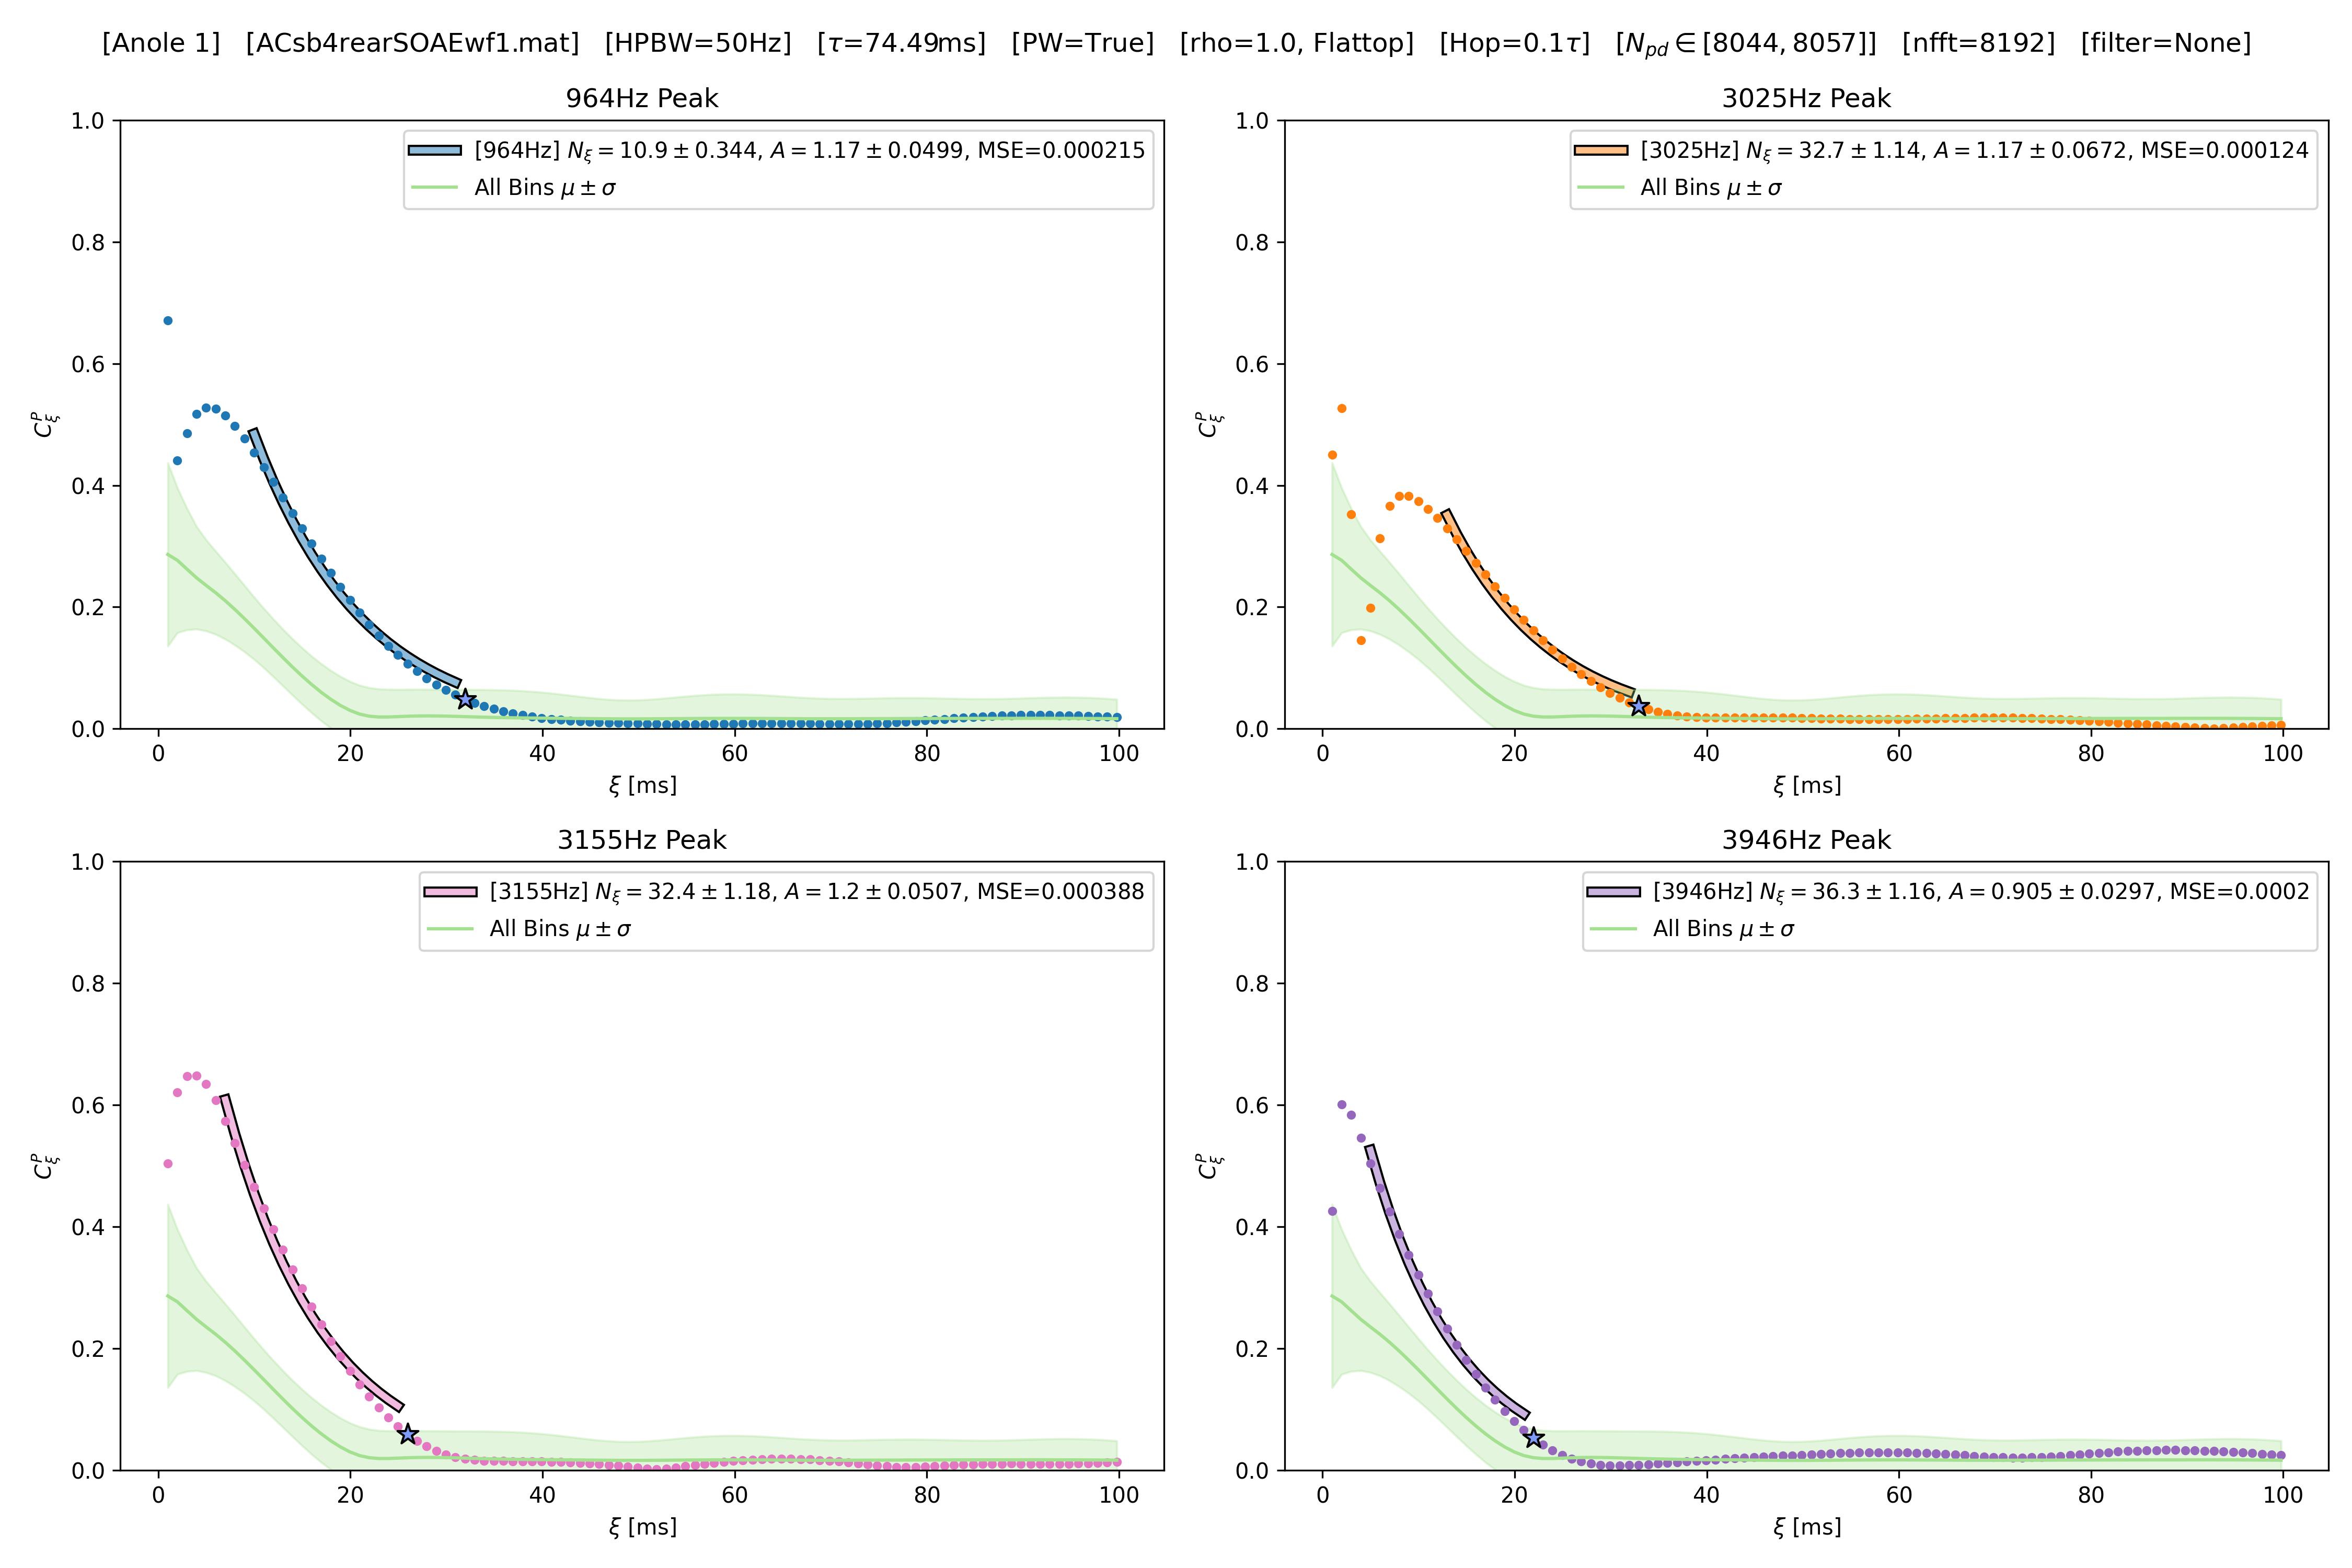 [Anole 1] [ACsb4rearSOAEwf1.mat] [HPBW=50Hz] [τ=74.49ms] [PW=True] [rho=1.0, Flattop] [Hop=0.1τ] [N_pd ∈ [8044, 8057]] [nfft=8192] [filter=None]
964Hz Peak
1.0
0.8
0.6
0.4
0.2
0.0
C^P_ξ
[964Hz] N_ξ = 10.9 ± 0.344, A = 1.17 ± 0.0499, MSE=0.000215
All Bins μ ± σ
0 20 40 60 80 100
ξ [ms]
3025Hz Peak
1.0
0.8
0.6
0.4
0.2
0.0
C^P_ξ
[3025Hz] N_ξ = 32.7 ± 1.14, A = 1.17 ± 0.0672, MSE=0.000124
All Bins μ ± σ
0 20 40 60 80 100
ξ [ms]
3155Hz Peak
1.0
0.8
0.6
0.4
0.2
0.0
C^P_ξ
[3155Hz] N_ξ = 32.4 ± 1.18, A = 1.2 ± 0.0507, MSE=0.000388
All Bins μ ± σ
0 20 40 60 80 100
ξ [ms]
3946Hz Peak
1.0
0.8
0.6
0.4
0.2
0.0
C^P_ξ
[3946Hz] N_ξ = 36.3 ± 1.16, A = 0.905 ± 0.0297, MSE=0.0002
All Bins μ ± σ
0 20 40 60 80 100
ξ [ms]